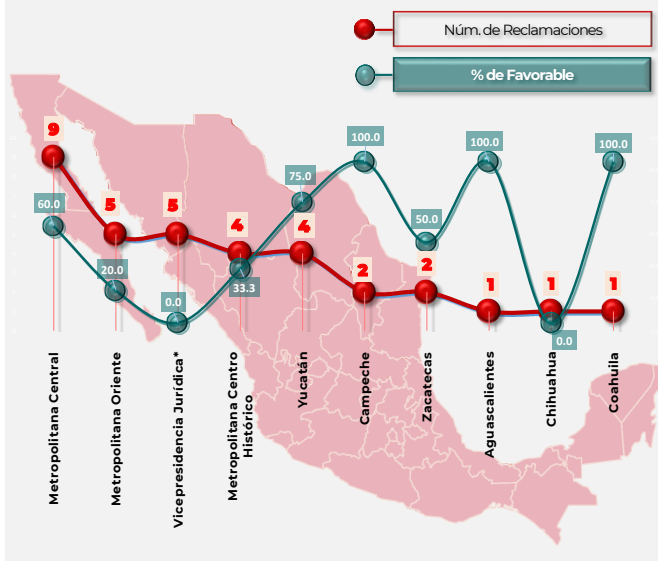 Núm. de Reclamaciones
% de Favorable
9
5
5
4
4
2
2
1
1
1
60.0
20.0
0.0
33.3
75.0
100.0
50.0
100.0
0.0
100.0
Metropolitana Central
Metropolitana Oriente
Vicepresidencia Jurídica*
Metropolitana Centro
Histórico
Yucatán
Campeche
Zacatecas
Aguascalientes
Chihuahua
Coahuila